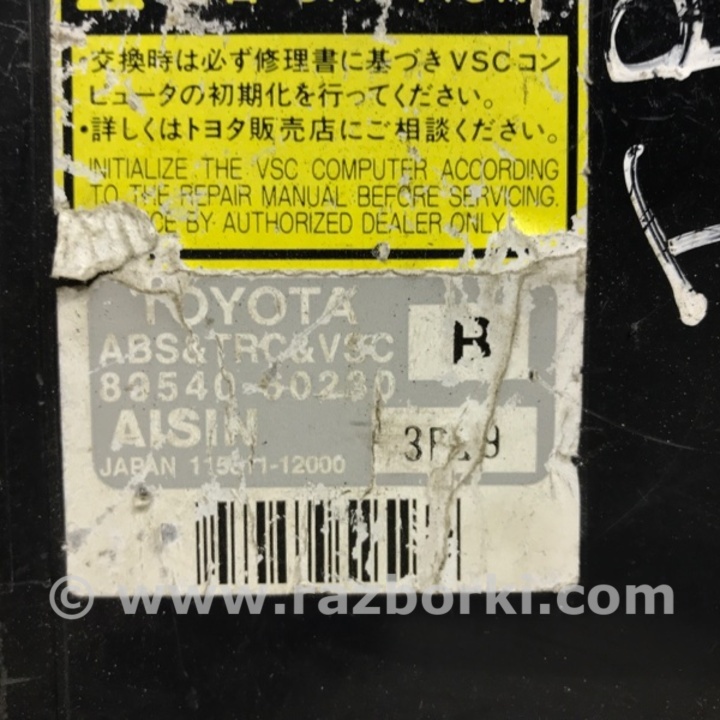 ・交換時は必ず修理書に基づきVSCコン
ピュータの初期化を行ってください。
・詳しくはトヨタ販売店にご相談ください。
INITIALIZE THE VSC COMPUTER ACCORDING
TO THE REPAIR MANUAL BEFORE SERVICING.
BY AUTHORIZED DEALER ONLY.
TOYOTA
ABS&TRC&VSC
AISIN
JAPAN
© www.razborki.com